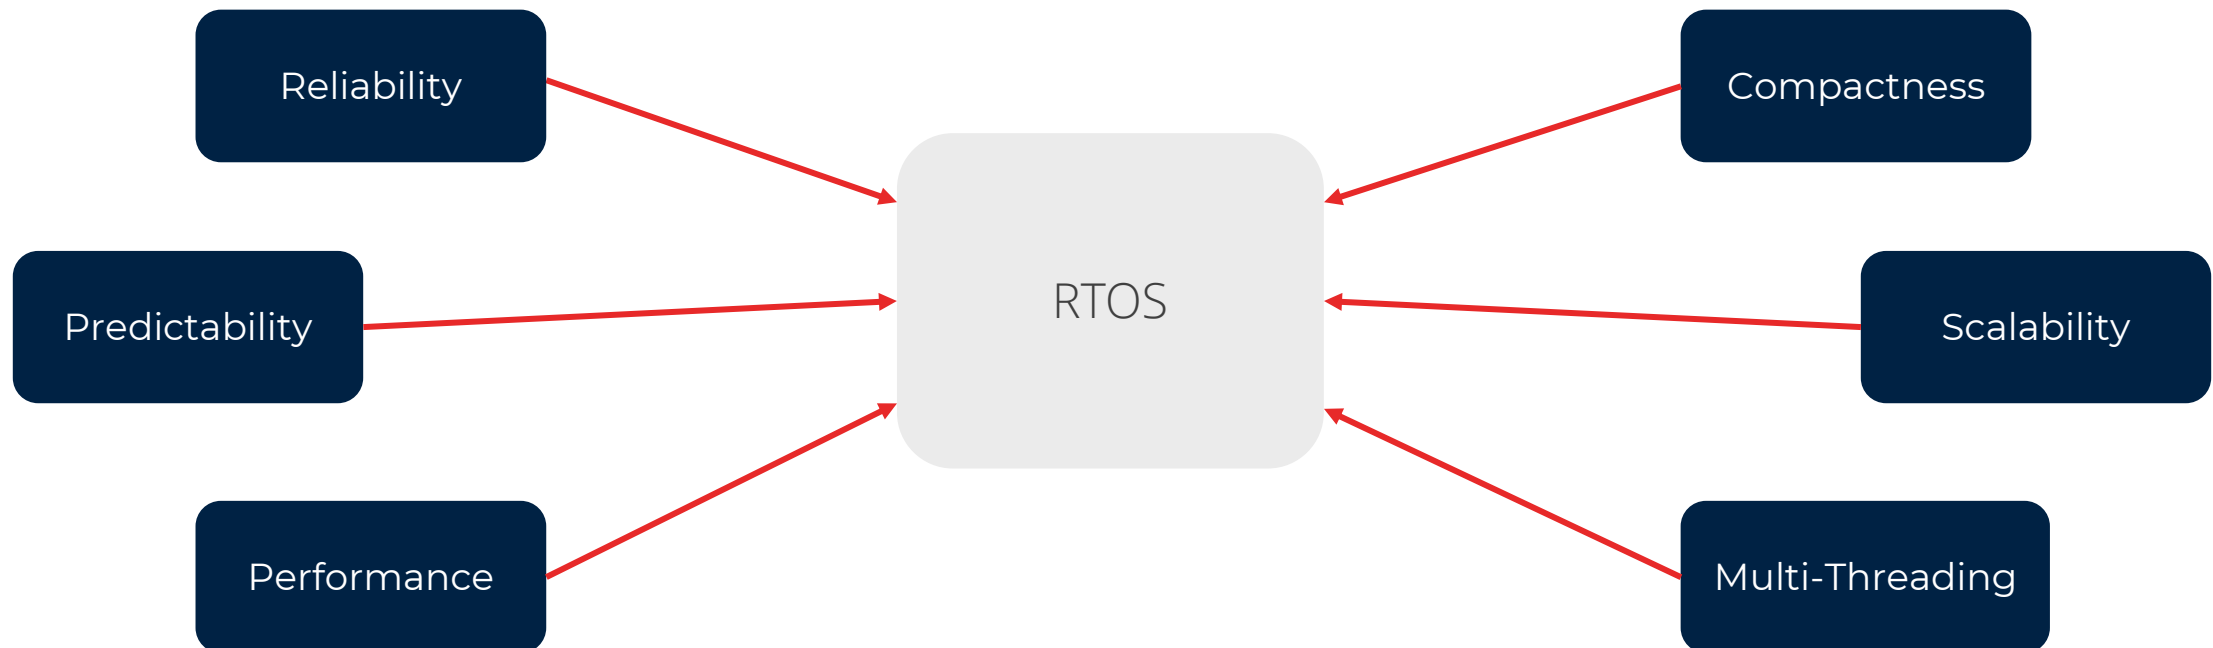 Reliability
Compactness
RTOS
Predictability
Scalability
Performance
Multi-Threading